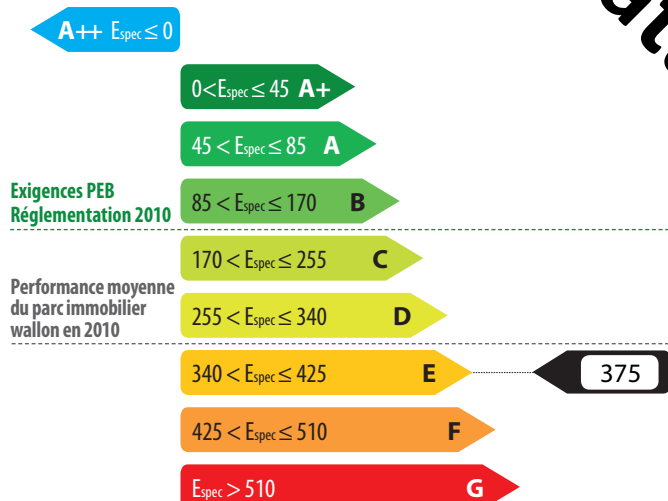 A++ Espec ≤ 0
0<Espec ≤ 45 A+
45 < Espec ≤ 85 A
Exigences PEB
Réglementation 2010
85 < Espec ≤ 170 B
170 < Espec ≤ 255 C
Performance moyenne
du parc immobilier
wallon en 2010
255 < Espec ≤ 340 D
340 < Espec ≤ 425 E
375
425 < Espec ≤ 510 F
Espec > 510 G